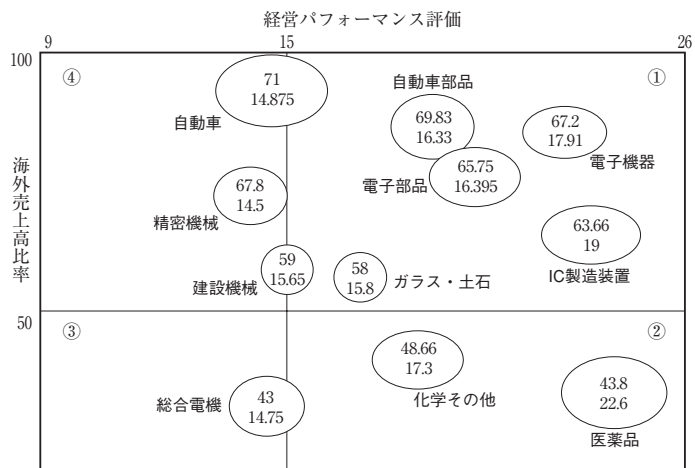 経営パフォーマンス評価
9 15 26
100
④
①
71
14.875
自動車
自動車部品
69.83
16.33
67.2
17.91
電子機器
65.75
16.395
電子部品
海外売上高比率
67.8
14.5
精密機械
63.66
19
IC製造装置
59
15.65
建設機械
58
15.8
ガラス・土石
50
③
②
48.66
17.3
化学その他
43
14.75
総合電機
43.8
22.6
医薬品